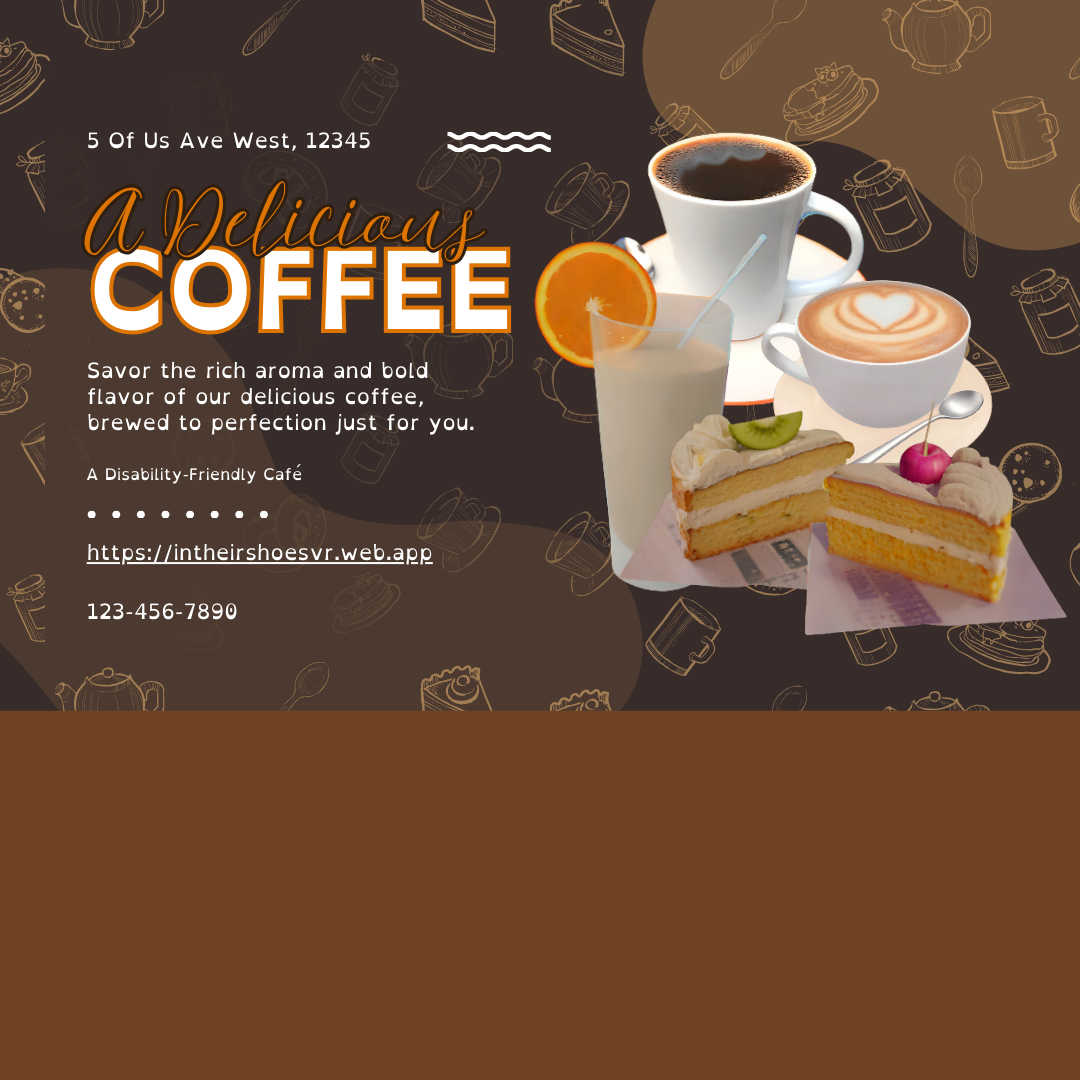 5 Of Us Ave West, 12345
A Delicious
COFFEE
Savor the rich aroma and bold
flavor of our delicious coffee,
brewed to perfection just for you.
A Disability-Friendly Café
https://intheirshoesvr.web.app
123-456-7890